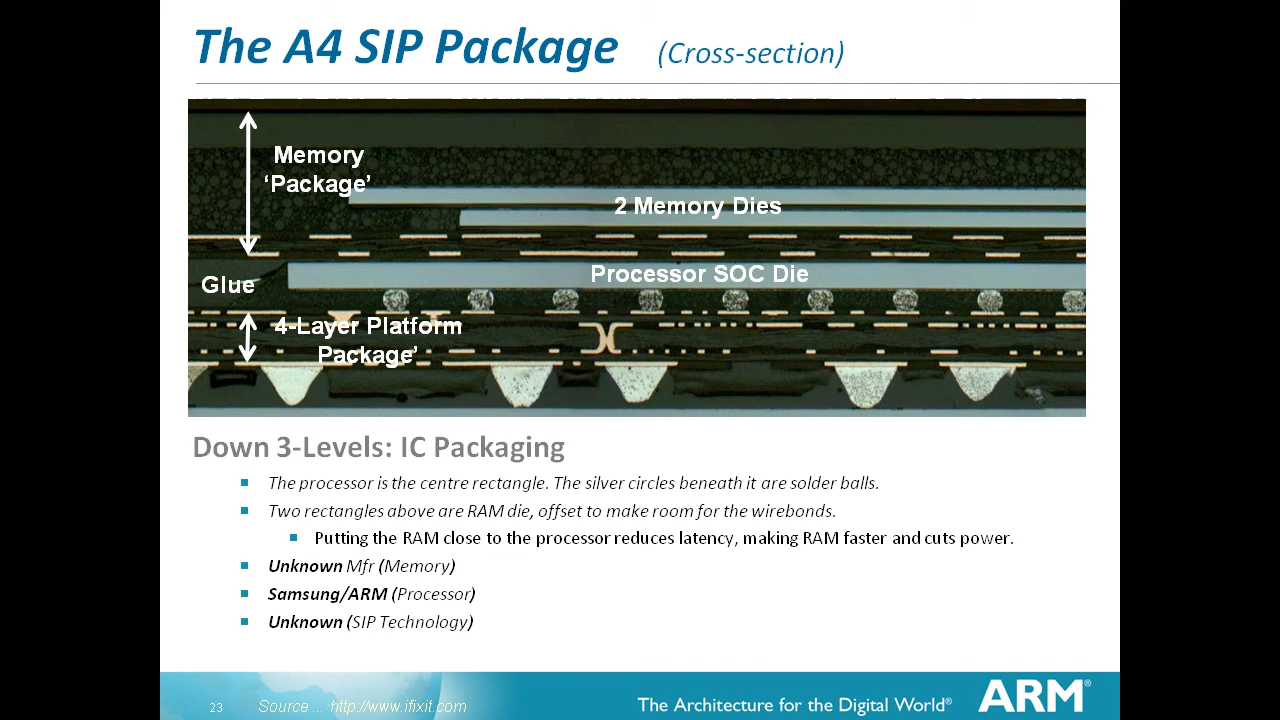 The A4 SIP Package (Cross-section)
Memory
‘Package’
2 Memory Dies
Processor SOC Die
Glue
4-Layer Platform
Package’
Down 3-Levels: IC Packaging
The processor is the centre rectangle. The silver circles beneath it are solder balls.
Two rectangles above are RAM die, offset to make room for the wirebonds.
Putting the RAM close to the processor reduces latency, making RAM faster and cuts power.
Unknown Mfr (Memory)
Samsung/ARM (Processor)
Unknown (SIP Technology)
23 Source ... http://www.ifixit.com The Architecture for the Digital World® ARM®